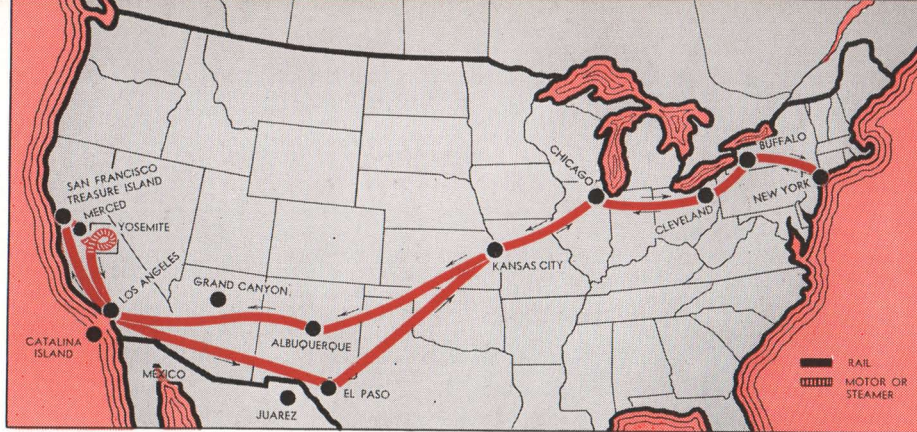 SAN FRANCISCO
TREASURE ISLAND
MERCED
YOSEMITE
LOS ANGELES
CATALINA
ISLAND
GRAND CANYON
ALBUQUERQUE
MEXICO
JUAREZ
EL PASO
KANSAS CITY
CHICAGO
CLEVELAND
BUFFALO
NEW YORK
RAIL
MOTOR OR
STEAMER